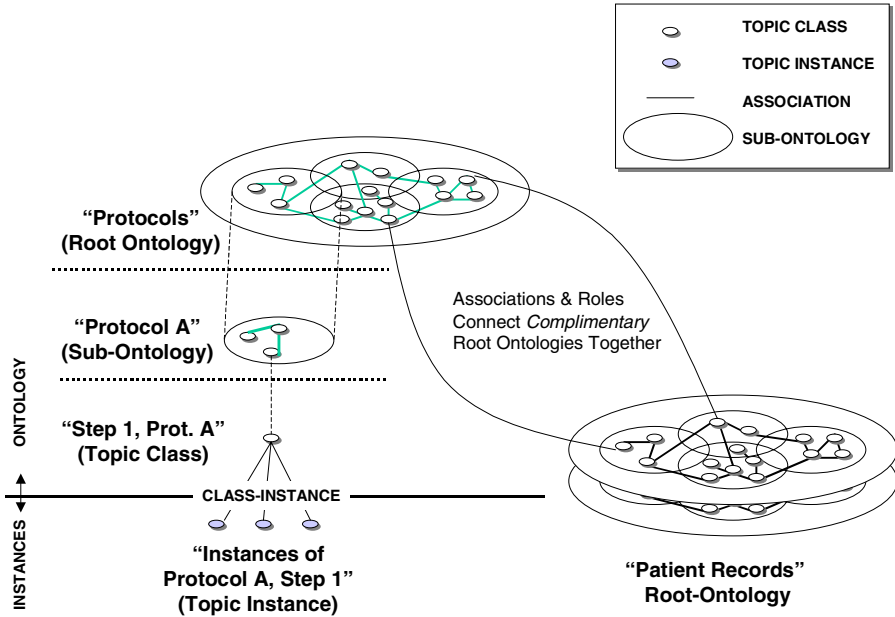 TOPIC CLASS
TOPIC INSTANCE
ASSOCIATION
SUB-ONTOLOGY
“Protocols”
(Root Ontology)
Associations & Roles
Connect Complimentary
Root Ontologies Together
“Protocol A”
(Sub-Ontology)
ONTOLOGY
“Step 1, Prot. A”
(Topic Class)
CLASS-INSTANCE
INSTANCES
“Instances of
Protocol A, Step 1”
(Topic Instance)
“Patient Records”
Root-Ontology